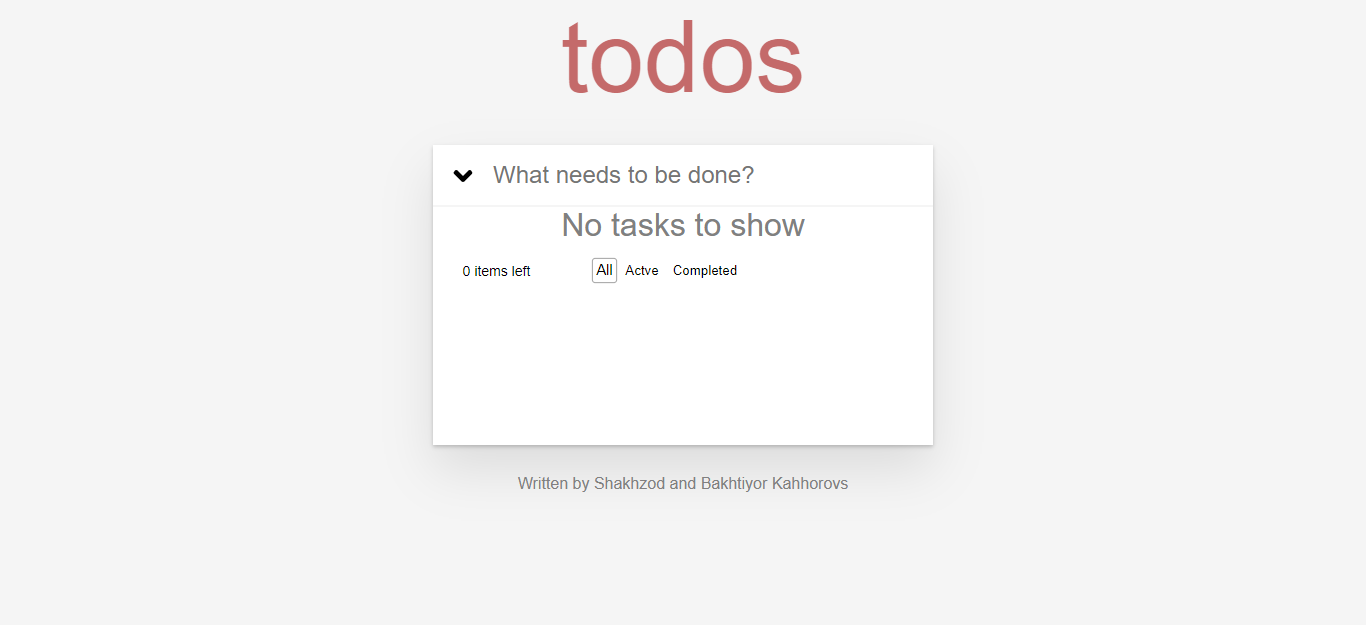 todos
What needs to be done?
No tasks to show
0 items left All Actve Completed
Written by Shakhzod and Bakhtiyor Kahhorovs